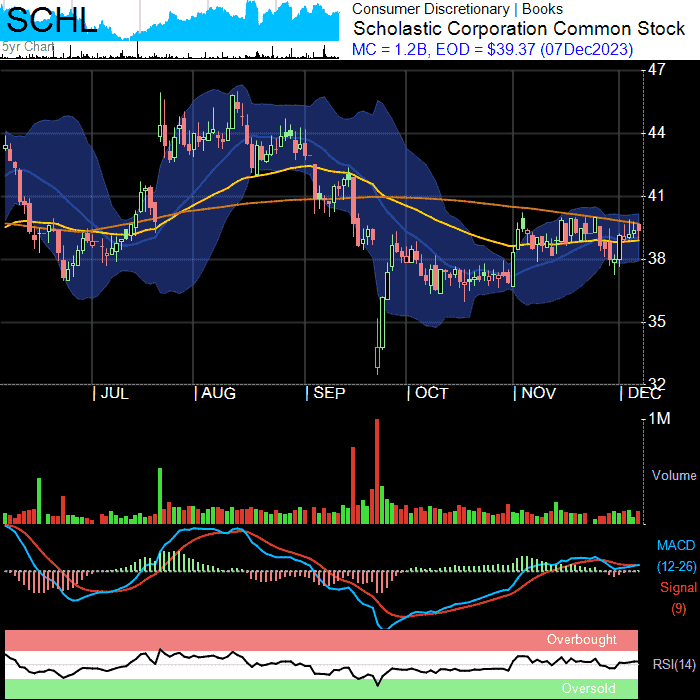 SCHL
5yr Chart
Consumer Discretionary | Books
Scholastic Corporation Common Stock
MC = 1.2B, EOD = $39.37 (07Dec2023)
47
44
41
38
35
32
| JUL | AUG | SEP | OCT | NOV | DEC
1M
Volume
MACD
(12-26)
Signal
(9)
Overbought
RSI(14)
Oversold